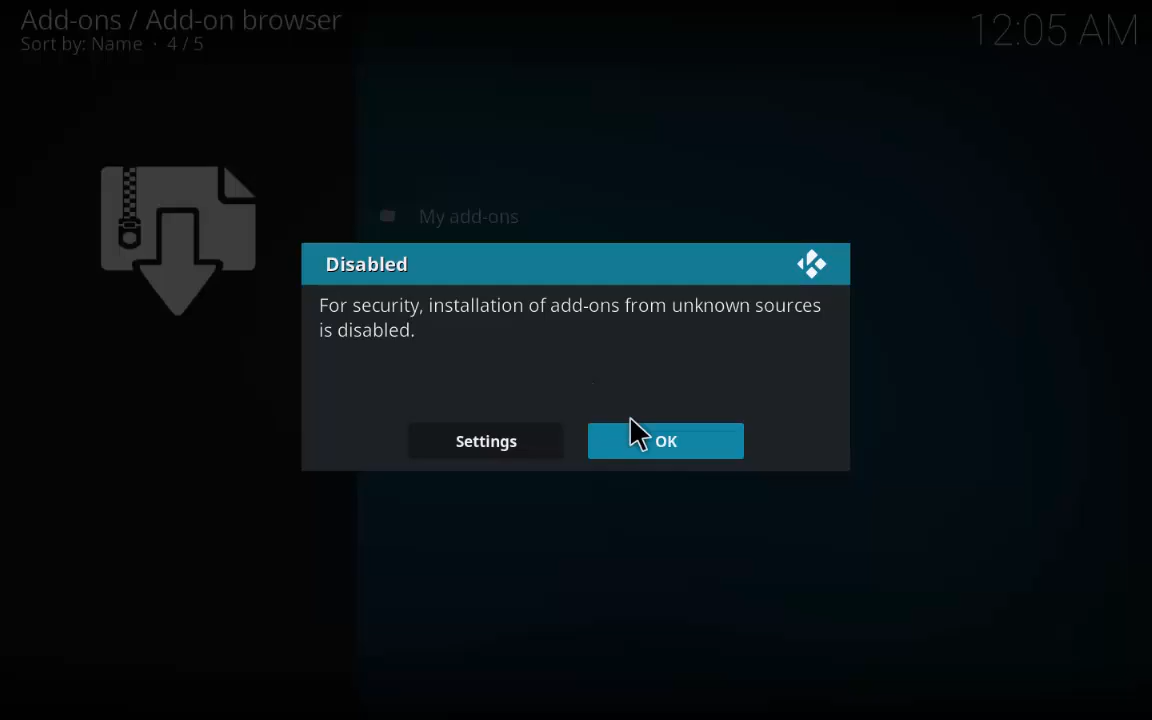 Add-ons / Add-on browser
Sort by: Name · 4 / 5
12:05 AM
My add-ons
Disabled
For security, installation of add-ons from unknown sources
is disabled.
Settings
OK